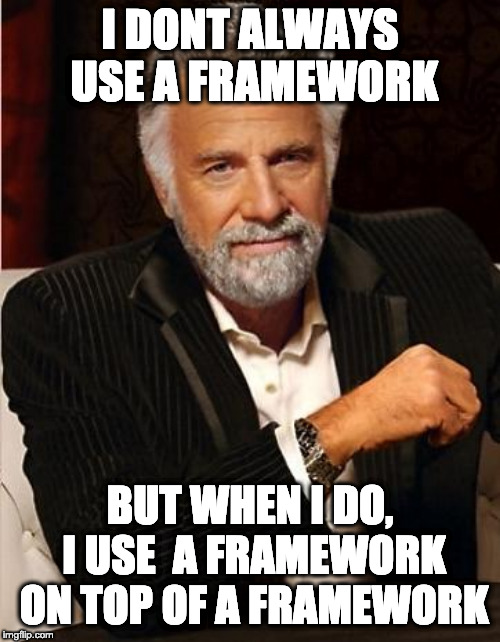 I DONT ALWAYS
USE A FRAMEWORK
BUT WHEN I DO,
I USE  A FRAMEWORK
ON TOP OF A FRAMEWORK
imgflip.com